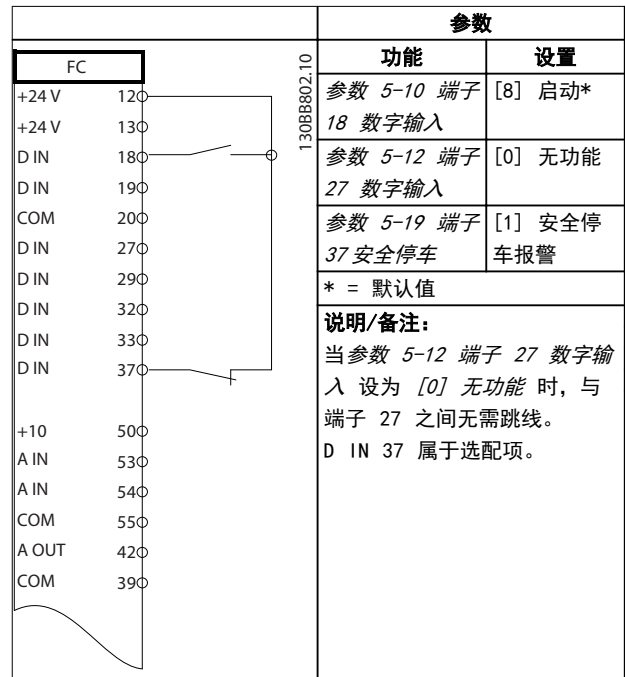 FC
+24 V 12
+24 V 13
D IN 18
D IN 19
COM 20
D IN 27
D IN 29
D IN 32
D IN 33
D IN 37
+10 50
A IN 53
A IN 54
COM 55
A OUT 42
COM 39
130BB802.10
参数
功能 设置
参数 5-10 端子 [8] 启动*
18 数字输入
参数 5-12 端子 [0] 无功能
27 数字输入
参数 5-19 端子 [1] 安全停
37 安全停车 车报警
* = 默认值
说明/备注：
当参数 5-12 端子 27 数字输
入 设为 [0] 无功能 时，与
端子 27 之间无需跳线。
D IN 37 属于选配项。